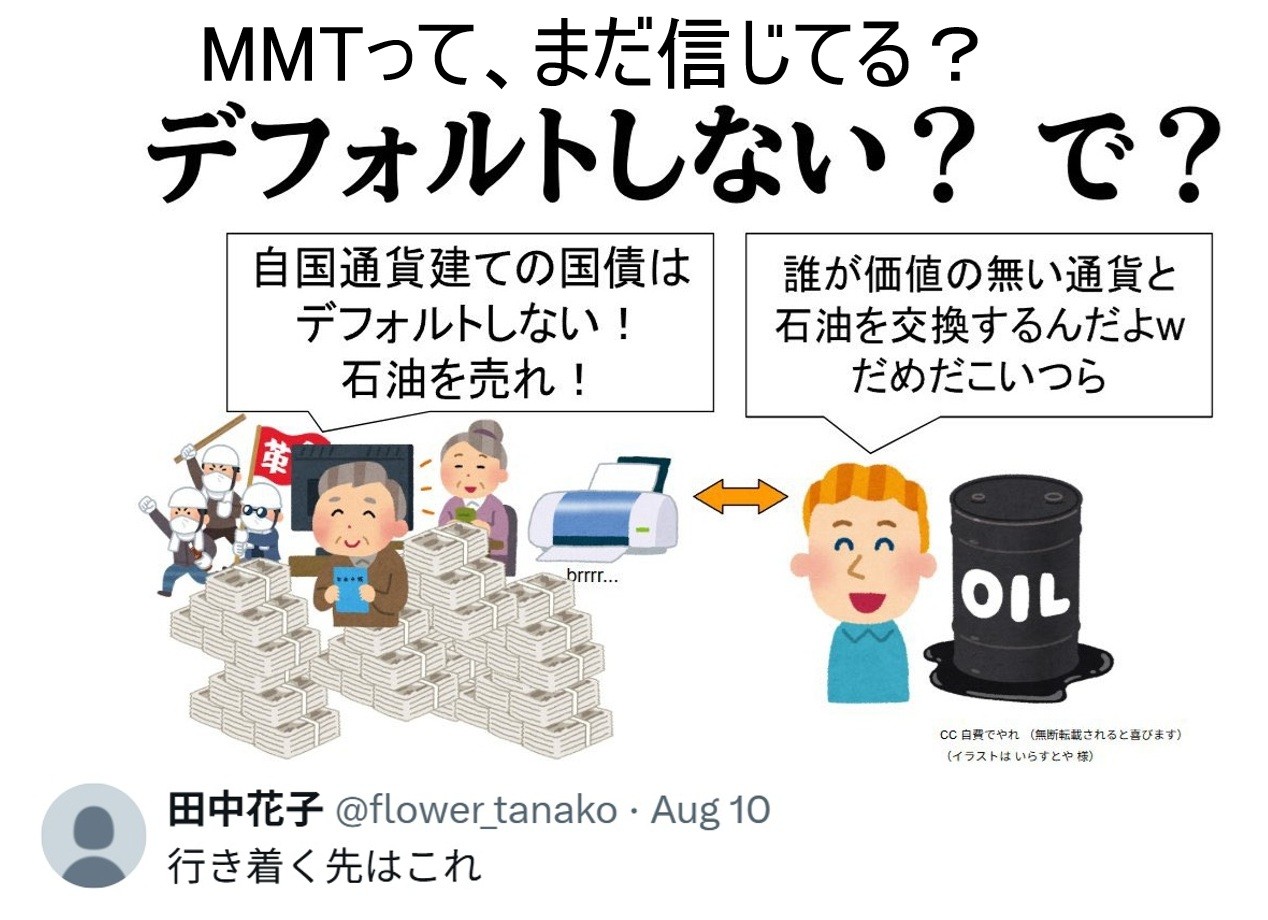 MMTって、まだ信じてる？
デフォルトしない？ で？
自国通貨建ての国債は
デフォルトしない！
石油を売れ！
誰が価値の無い通貨と
石油を交換するんだよw
だめだこいつら
革
brrrr...
OIL
CC 自費でやれ （無断転載されると喜びます）
（イラストは いらすとや 様）
田中花子 @flower_tanako · Aug 10
行き着く先はこれ